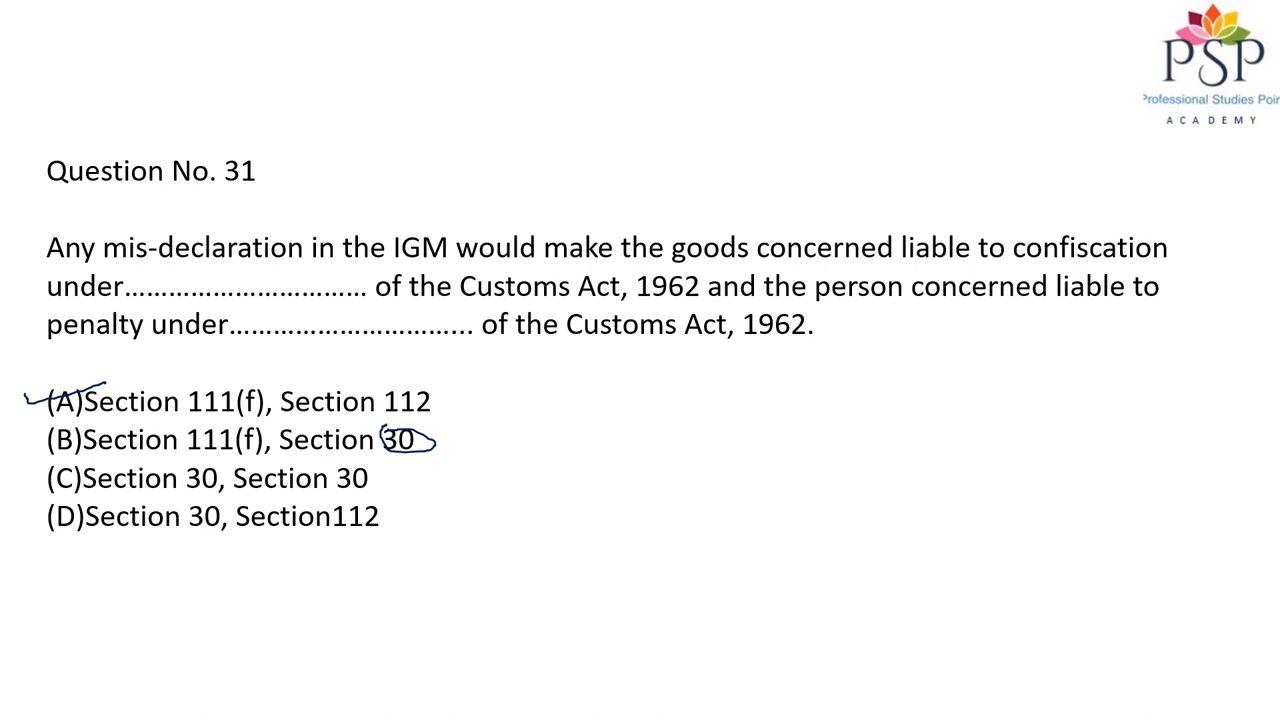 PSP
Professional Studies Poin
ACADEMY
Question No. 31
Any mis-declaration in the IGM would make the goods concerned liable to confiscation
under................................. of the Customs Act, 1962 and the person concerned liable to
penalty under................................. of the Customs Act, 1962.
(A)Section 111(f), Section 112
(B)Section 111(f), Section 30
(C)Section 30, Section 30
(D)Section 30, Section112